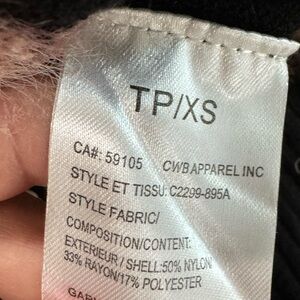 TP/XS
CA#: 59105 CWB APPAREL INC
STYLE ET TISSU: C2299-895A
STYLE FABRIC/
COMPOSITION/CONTENT:
EXTERIEUR / SHELL:50% NYLON
33% RAYON/17% POLYESTER